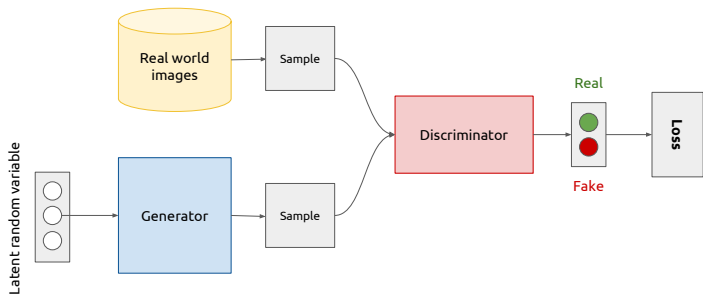 Real world
images
Sample
Real
Discriminator
Loss
Fake
Latent random variable
Generator
Sample